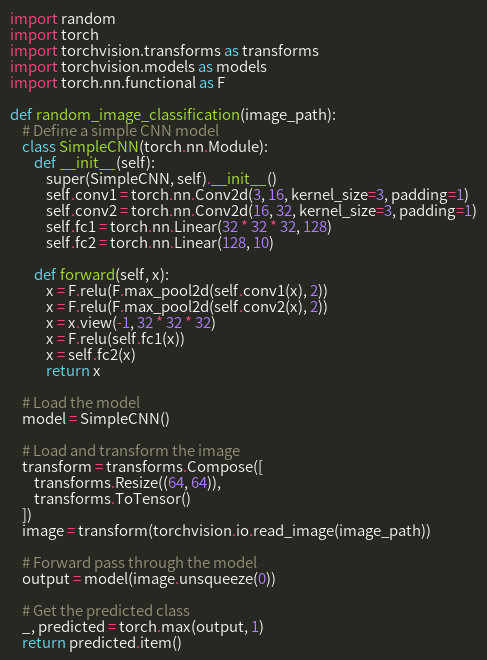 import random
import torch
import torchvision.transforms as transforms
import torchvision.models as models
import torch.nn.functional as F

def random_image_classification(image_path):
    # Define a simple CNN model
    class SimpleCNN(torch.nn.Module):
        def __init__(self):
            super(SimpleCNN, self).__init__()
            self.conv1 = torch.nn.Conv2d(3, 16, kernel_size=3, padding=1)
            self.conv2 = torch.nn.Conv2d(16, 32, kernel_size=3, padding=1)
            self.fc1 = torch.nn.Linear(32 * 32 * 32, 128)
            self.fc2 = torch.nn.Linear(128, 10)

        def forward(self, x):
            x = F.relu(F.max_pool2d(self.conv1(x), 2))
            x = F.relu(F.max_pool2d(self.conv2(x), 2))
            x = x.view(-1, 32 * 32 * 32)
            x = F.relu(self.fc1(x))
            x = self.fc2(x)
            return x

    # Load the model
    model = SimpleCNN()

    # Load and transform the image
    transform = transforms.Compose([
        transforms.Resize((64, 64)),
        transforms.ToTensor()
    ])
    image = transform(torchvision.io.read_image(image_path))

    # Forward pass through the model
    output = model(image.unsqueeze(0))

    # Get the predicted class
    _, predicted = torch.max(output, 1)
    return predicted.item()